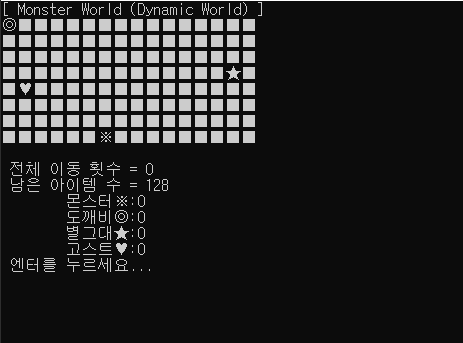 [ Monster World (Dynamic World) ]
◎■■■■■■■■■■■■■■■
■■■■■■■■■■■■■■■■
■■■■■■■■■■■■■■■■
■■■■■■■■■■■■■■★■
■♥■■■■■■■■■■■■■■
■■■■■■■■■■■■■■■■
■■■■■■■■■■■■■■■■
■■■■■■※■■■■■■■■■
전체 이동 횟수 = 0
남은 아이템 수 = 128
몬스터※:0
도깨비◎:0
별그대★:0
고스트♥:0
엔터를 누르세요...